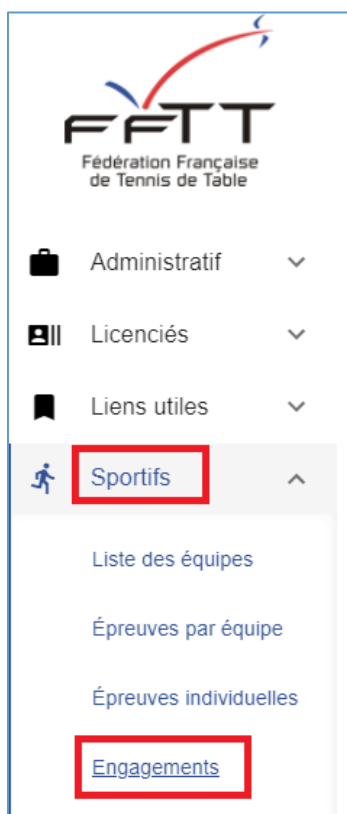 FFTT
Fédération Française
de Tennis de Table
Administratif
Licenciés
Liens utiles
Sportifs
Liste des équipes
Épreuves par équipe
Épreuves individuelles
Engagements